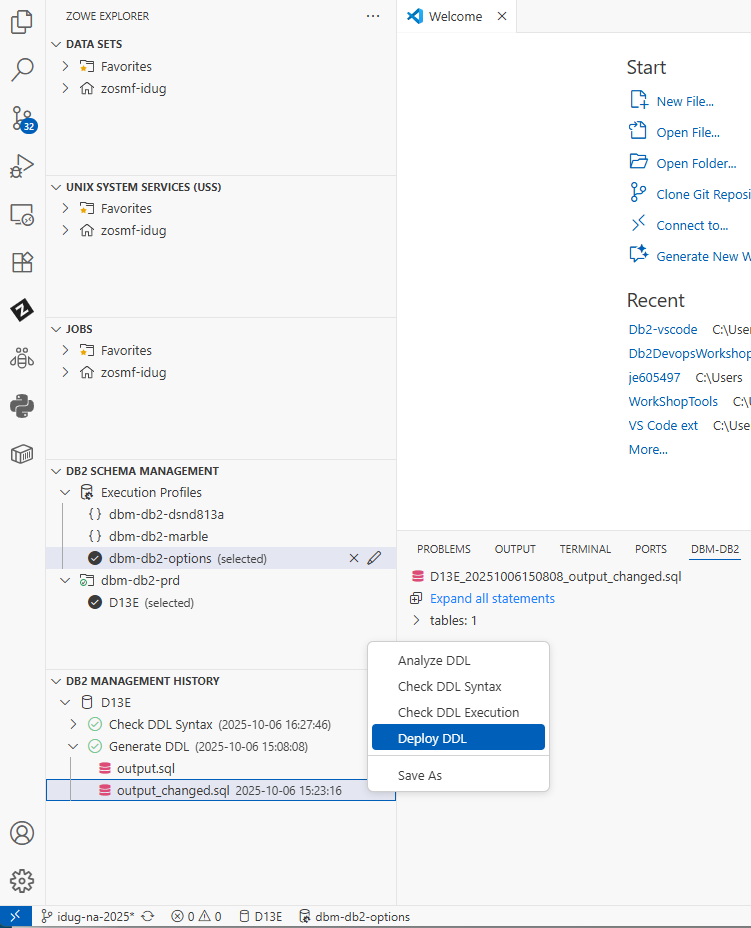 ZOWE EXPLORER
DATA SETS
Favorites
zosmf-idug
UNIX SYSTEM SERVICES (USS)
Favorites
zosmf-idug
JOBS
Favorites
zosmf-idug
DB2 SCHEMA MANAGEMENT
Execution Profiles
{} dbm-db2-dsnd813a
{} dbm-db2-marble
dbm-db2-options (selected)
dbm-db2-prd
D13E (selected)
DB2 MANAGEMENT HISTORY
D13E
Check DDL Syntax (2025-10-06 16:27:46)
Generate DDL (2025-10-06 15:08:08)
output.sql
output_changed.sql 2025-10-06 15:23:16
32
Welcome
Start
New File...
Open File...
Open Folder...
Clone Git Reposi
Connect to...
Generate New W
Recent
Db2-vscode C:\User
Db2DevopsWorkshop
je605497 C:\Users
WorkShopTools C:\U
VS Code ext C:\User
More...
PROBLEMS OUTPUT TERMINAL PORTS DBM-DB2
D13E_20251006150808_output_changed.sql
Expand all statements
tables: 1
Analyze DDL
Check DDL Syntax
Check DDL Execution
Deploy DDL
Save As
idug-na-2025* 0 0 D13E dbm-db2-options